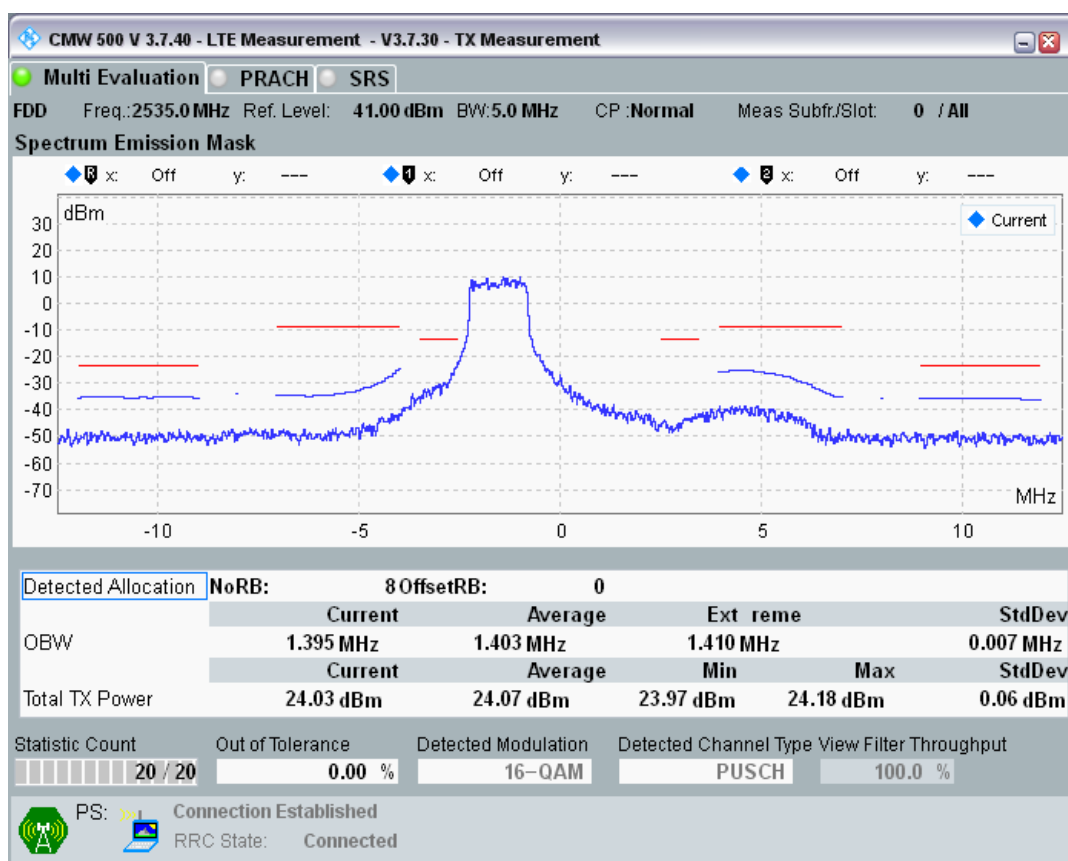 CMW 500 V 3.7.40 - LTE Measurement - V3.7.30 - TX Measurement
Multi Evaluation PRACH SRS
FDD Freq.:2535.0 MHz Ref. Level: 41.00 dBm BW:5.0 MHz CP :Normal Meas Subfr./Slot: 0 / All
Spectrum Emission Mask
R x: Off y: --- 1 x: Off y: --- 2 x: Off y: ---
dBm
Current
30
20
10
0
-10
-20
-30
-40
-50
-60
-70
MHz
-10 -5 0 5 10
Detected Allocation NoRB: 8 OffsetRB: 0
Current Average Ext reme StdDev
OBW 1.395 MHz 1.403 MHz 1.410 MHz 0.007 MHz
Current Average Min Max StdDev
Total TX Power 24.03 dBm 24.07 dBm 23.97 dBm 24.18 dBm 0.06 dBm
Statistic Count Out of Tolerance Detected Modulation Detected Channel Type View Filter Throughput
20 / 20 0.00 % 16-QAM PUSCH 100.0 %
PS: Connection Established
RRC State: Connected